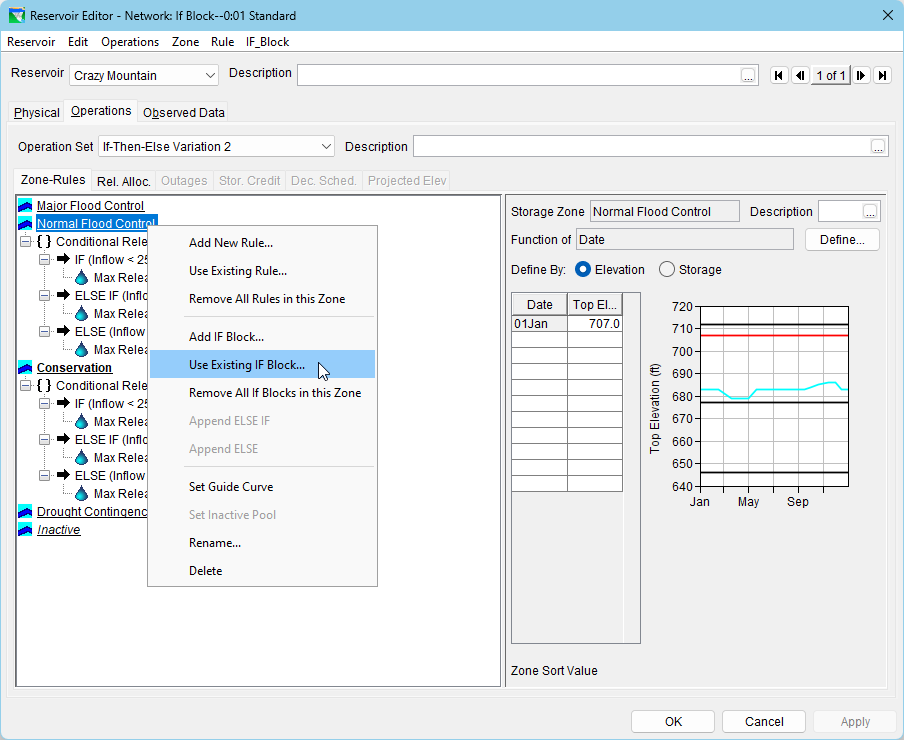 Reservoir Editor - Network: If Block--0:01 Standard
Reservoir Edit Operations Zone Rule IF_Block
Reservoir Crazy Mountain Description ... 1 of 1
Physical Operations Observed Data
Operation Set If-Then-Else Variation 2 Description ...
Zone-Rules Rel. Alloc. Outages Stor. Credit Dec. Sched. Projected Elev
Major Flood Control
Normal Flood Control
{ } Conditional Rele
IF (Inflow < 25
Max Relea
ELSE IF (Inflo
Max Relea
ELSE (Inflow
Max Relea
Conservation
{ } Conditional Rele
IF (Inflow < 25
Max Relea
ELSE IF (Inflo
Max Relea
ELSE (Inflow
Max Relea
Drought Contingenc
Inactive
Add New Rule...
Use Existing Rule...
Remove All Rules in this Zone
Add IF Block...
Use Existing IF Block...
Remove All If Blocks in this Zone
Append ELSE IF
Append ELSE
Set Guide Curve
Set Inactive Pool
Rename...
Delete
Storage Zone Normal Flood Control Description ...
Function of Date Define...
Define By: Elevation Storage
Date Top El...
01Jan 707.0
Top Elevation (ft)
720
710
700
690
680
670
660
650
640
Jan May Sep
Zone Sort Value
OK Cancel Apply